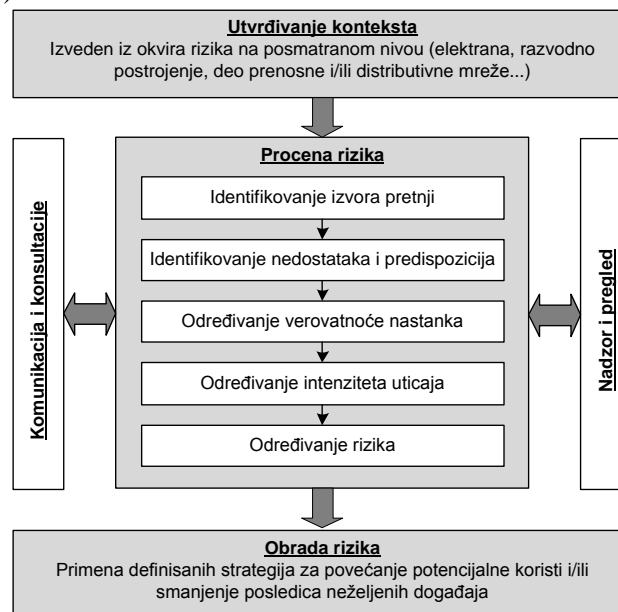 )
Utvrđivanje konteksta
Izveden iz okvira rizika na posmatranom nivou (elektrana, razvodno
postrojenje, deo prenosne i/ili distributivne mreže...)
Komunikacija i konsultacije
Procena rizika
Identifikovanje izvora pretnji
Identifikovanje nedostataka i predispozicija
Određivanje verovatnoće nastanka
Određivanje intenziteta uticaja
Određivanje rizika
Nadzor i pregled
Obrada rizika
Primena definisanih strategija za povećanje potencijalne koristi i/ili
smanjenje posledica neželjenih događaja